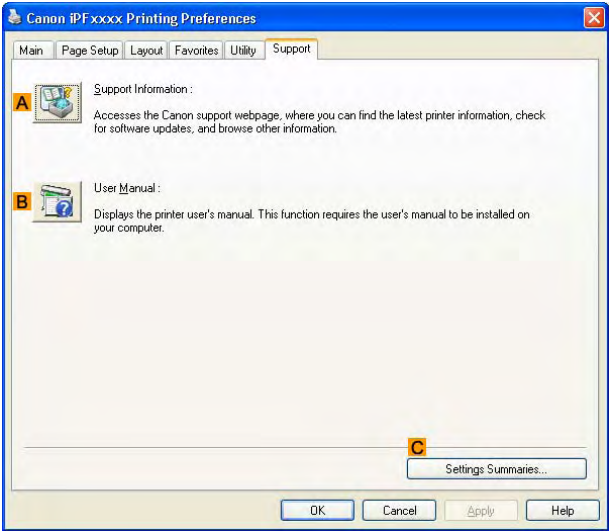 Canon iPFxxxx Printing Preferences
Main Page Setup Layout Favorites Utility Support
A
Support Information :
Accesses the Canon support webpage, where you can find the latest printer information, check
for software updates, and browse other information.
B
User Manual :
Displays the printer user's manual. This function requires the user's manual to be installed on
your computer.
C
Settings Summaries...
OK Cancel Apply Help